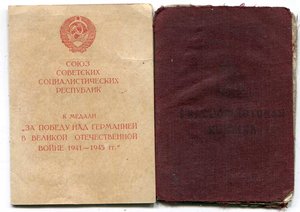 СОЮЗ
СОВЕТСКИХ
СОЦИАЛИСТИЧЕСКИХ
РЕСПУБЛИК
К МЕДАЛИ
„ЗА ПОБЕДУ НАД ГЕРМАНИЕЙ
В ВЕЛИКОЙ ОТЕЧЕСТВЕННОЙ
ВОЙНЕ 1941—1945 гг."